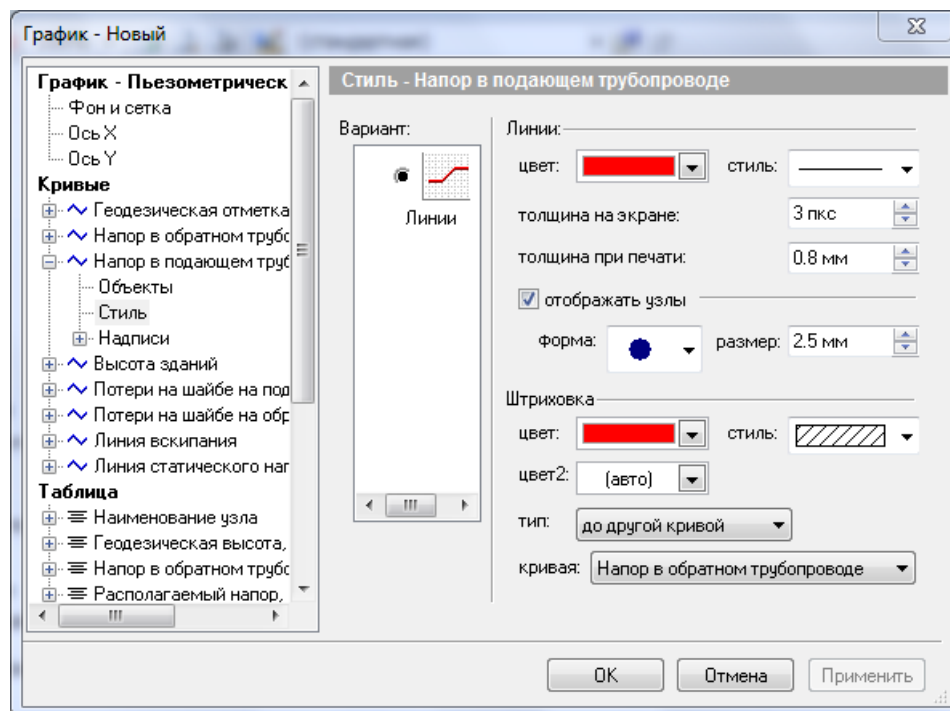 График - Новый
График - Пьезометрическ
Фон и сетка
Ось X
Ось Y
Кривые
Геодезическая отметка
Напор в обратном трубо
Напор в подающем труб
Объекты
Стиль
Надписи
Высота зданий
Потери на шайбе на под
Потери на шайбе на обр
Линия вскипания
Линия статического нап
Таблица
Наименование узла
Геодезическая высота,
Напор в обратном трубо
Располагаемый напор,
Стиль - Напор в подающем трубопроводе
Вариант:
Линии
Линии:
цвет: стиль:
толщина на экране: 3 пкс
толщина при печати: 0.8 мм
отображать узлы
форма: размер: 2.5 мм
Штриховка
цвет: стиль:
цвет2: (авто)
тип: до другой кривой
кривая: Напор в обратном трубопроводе
OK Отмена Применить